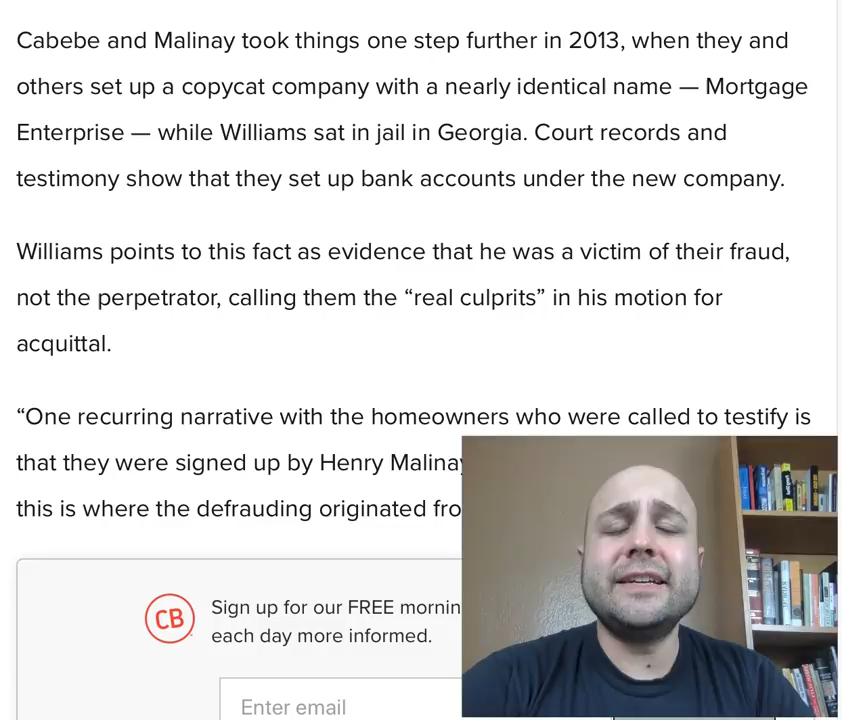 Cabebe and Malinay took things one step further in 2013, when they and
others set up a copycat company with a nearly identical name — Mortgage
Enterprise — while Williams sat in jail in Georgia. Court records and
testimony show that they set up bank accounts under the new company.
Williams points to this fact as evidence that he was a victim of their fraud,
not the perpetrator, calling them the “real culprits” in his motion for
acquittal.
“One recurring narrative with the homeowners who were called to testify is
that they were signed up by Henry Malinay
this is where the defrauding originated
CB
Sign up for our FREE
each day more informed.
Enter email